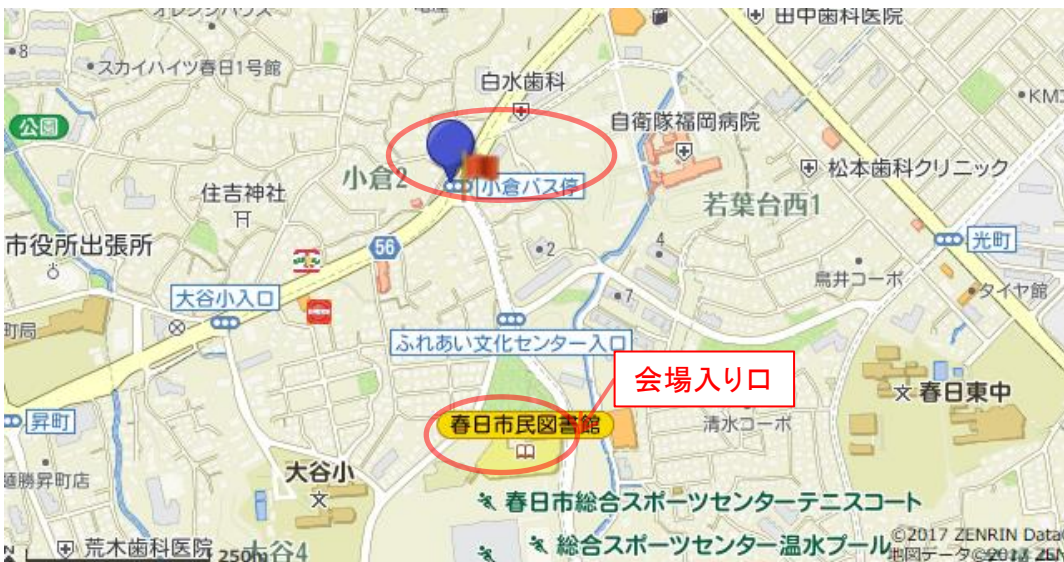 オレンジハウス
田中歯科医院
•8
スカイハイツ春日1号館
白水歯科
•KM
公園
自衛隊福岡病院
小倉2
小倉バス停
松本歯科クリニック
住吉神社
若葉台西1
市役所出張所
56
•2
4
光町
鳥井コーポ
大谷小入口
•7
タイヤ館
町局
ふれあい文化センター入口
会場入り口
春日東中
昇町
春日市民図書館
清水コーポ
大谷小
勝昇町店
春日市総合スポーツセンターテニスコート
©2017 ZENRIN Data
荒木歯科医院
250m
大谷4
総合スポーツセンター温水プール
地図データ©2017 ZEN